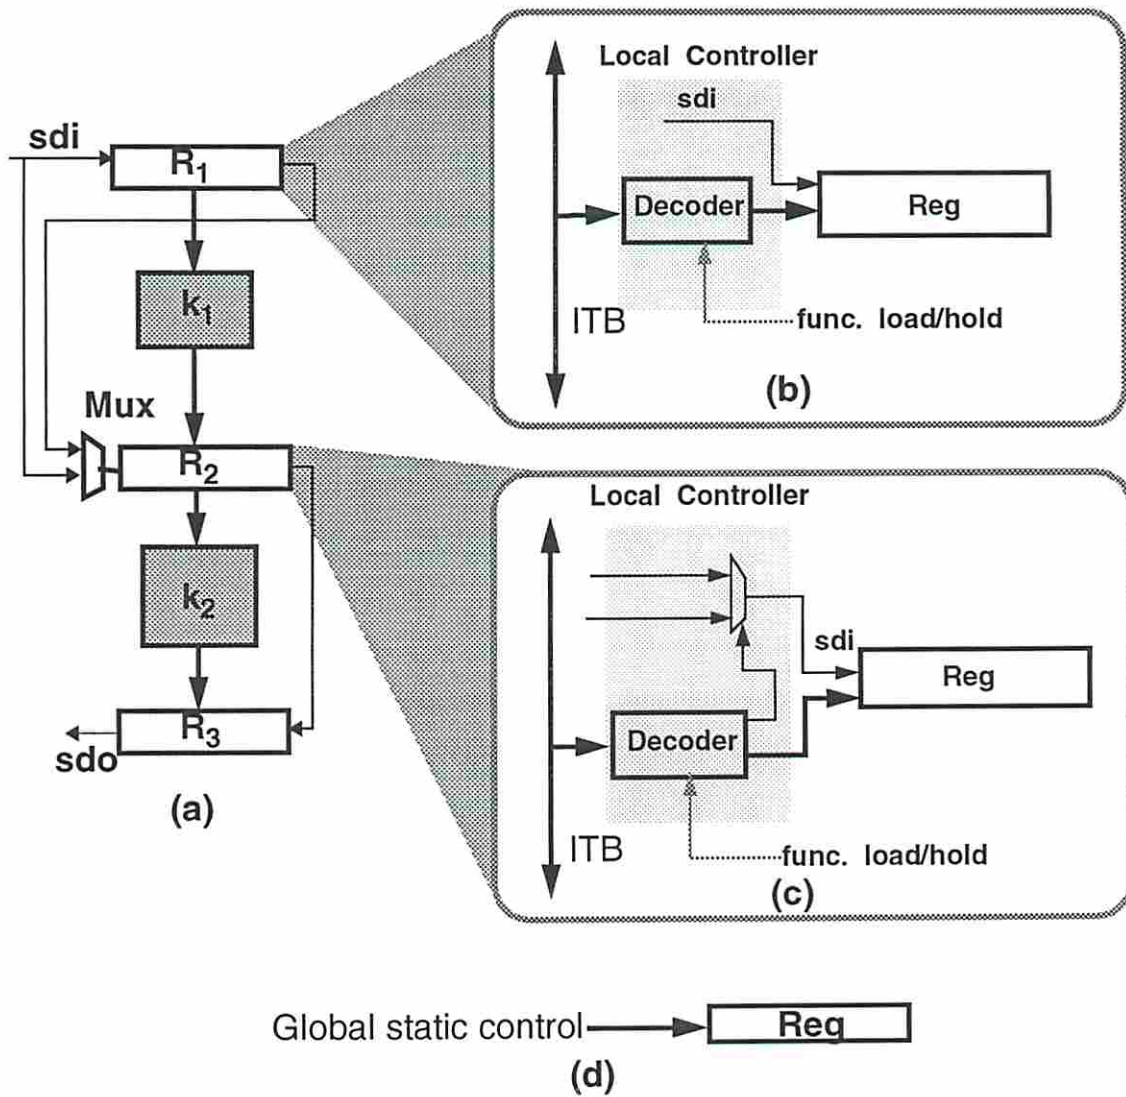 sdi
R1
k1
Mux
R2
k2
R3
sdo
(a)
Local Controller
sdi
Decoder
Reg
ITB
func. load/hold
(b)
Local Controller
sdi
Reg
Decoder
ITB
func. load/hold
(c)
Global static control
Reg
(d)